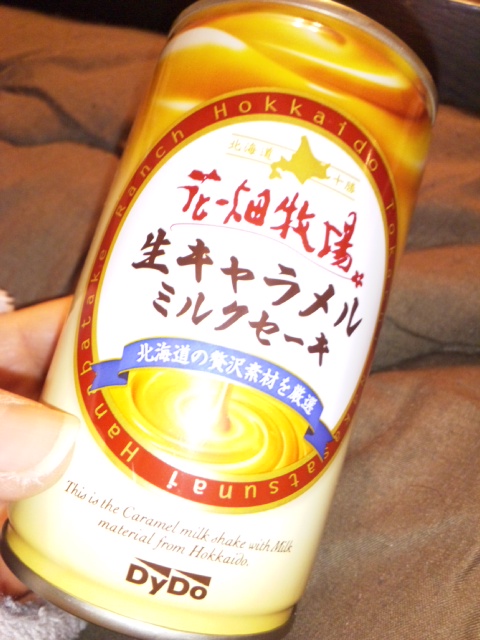 Hanabatake Ranch Hokkaido Toka
北海道 十勝
花畑牧場
生キャラメル
ミルクセーキ
北海道の贅沢素材を厳選
satsunai
This is the Caramel milk shake with Milk
material from Hokkaido.
DyDo